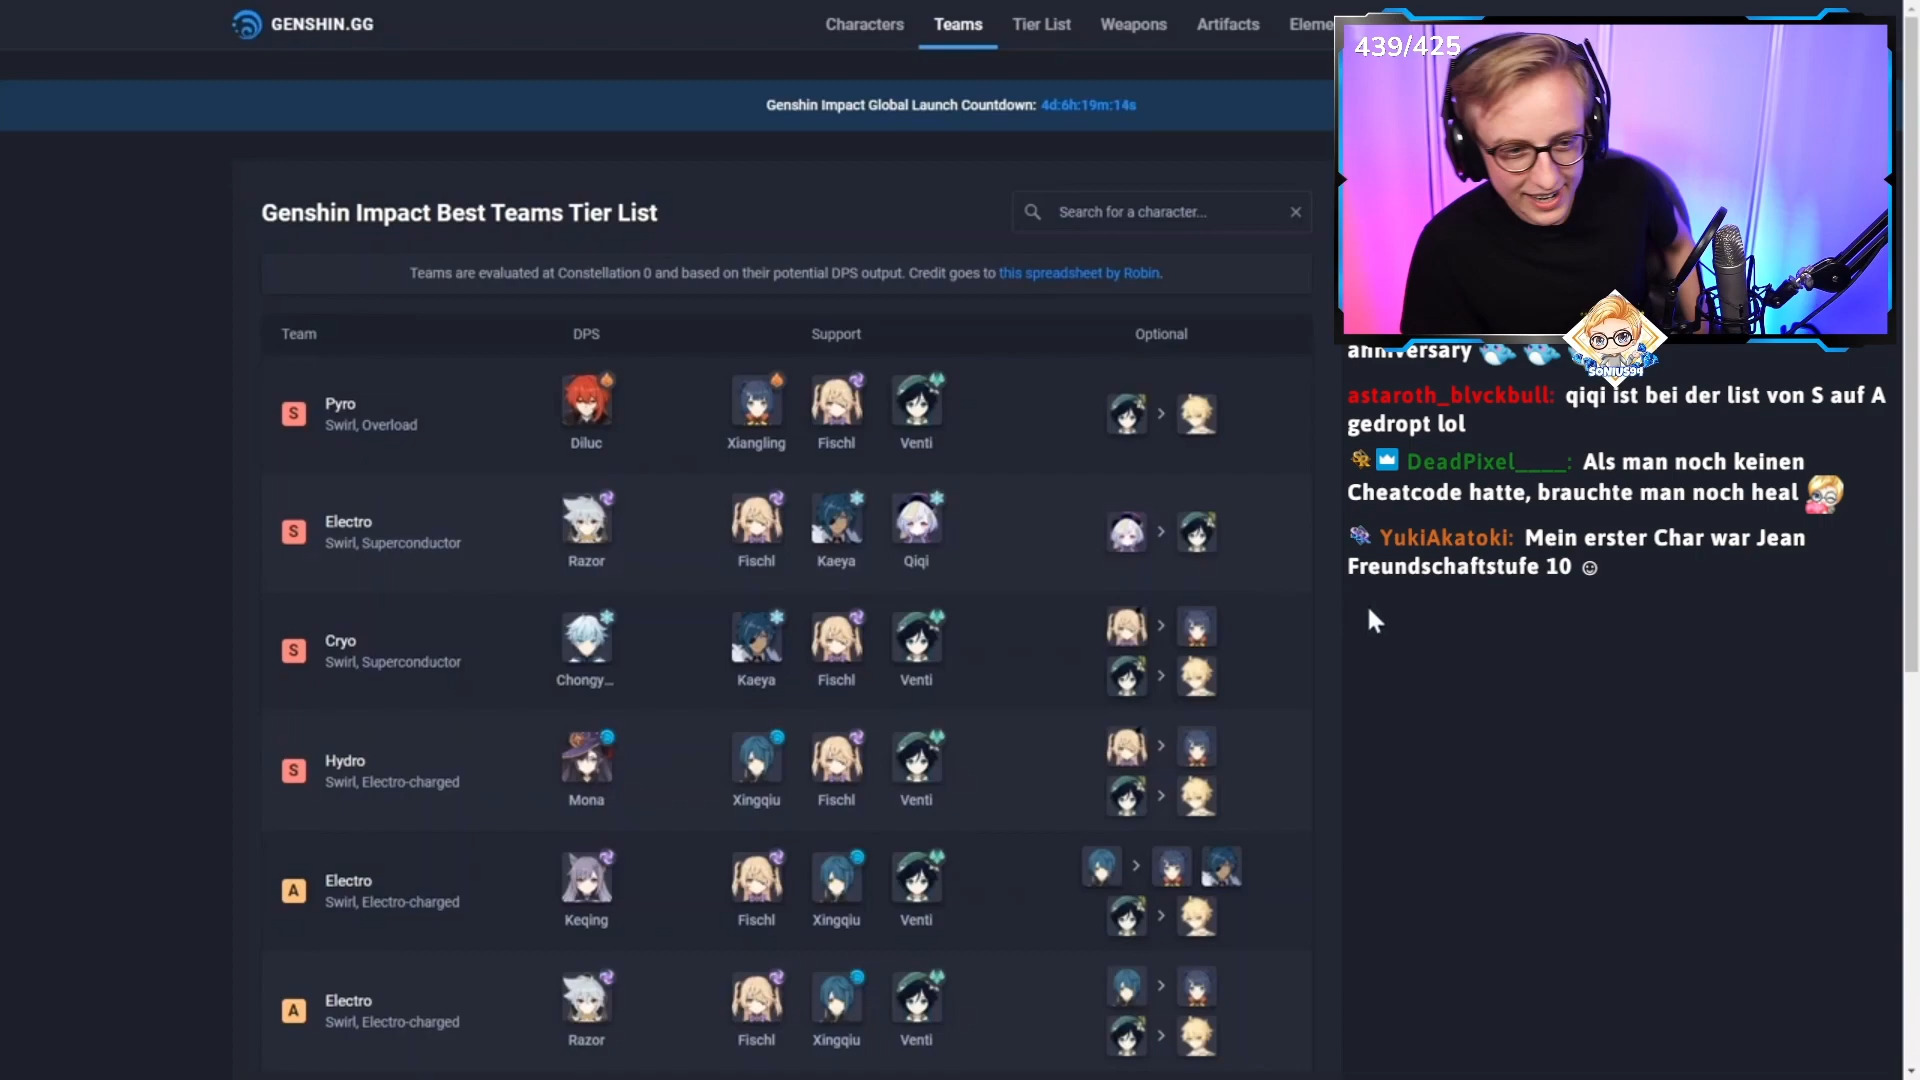 GENSHIN.GG
Characters Teams Tier List Weapons Artifacts Eleme
Genshin Impact Global Launch Countdown: 4d:6h:19m:14s
Genshin Impact Best Teams Tier List
Search for a character...
Teams are evaluated at Constellation 0 and based on their potential DPS output. Credit goes to this spreadsheet by Robin.
Team DPS Support Optional
S Pyro
Swirl, Overload
Diluc Xiangling Fischl Venti
S Electro
Swirl, Superconductor
Razor Fischl Kaeya Qiqi
S Cryo
Swirl, Superconductor
Chongy... Kaeya Fischl Venti
S Hydro
Swirl, Electro-charged
Mona Xingqiu Fischl Venti
A Electro
Swirl, Electro-charged
Keqing Fischl Xingqiu Venti
A Electro
Swirl, Electro-charged
Razor Fischl Xingqiu Venti
439/425
SONIUS94
anniversary
astaroth_blvckbull: qiqi ist bei der list von S auf A
gedropt lol
DeadPixel____: Als man noch keinen
Cheatcode hatte, brauchte man noch heal
YukiAkatoki: Mein erster Char war Jean
Freundschaftstufe 10 ☺